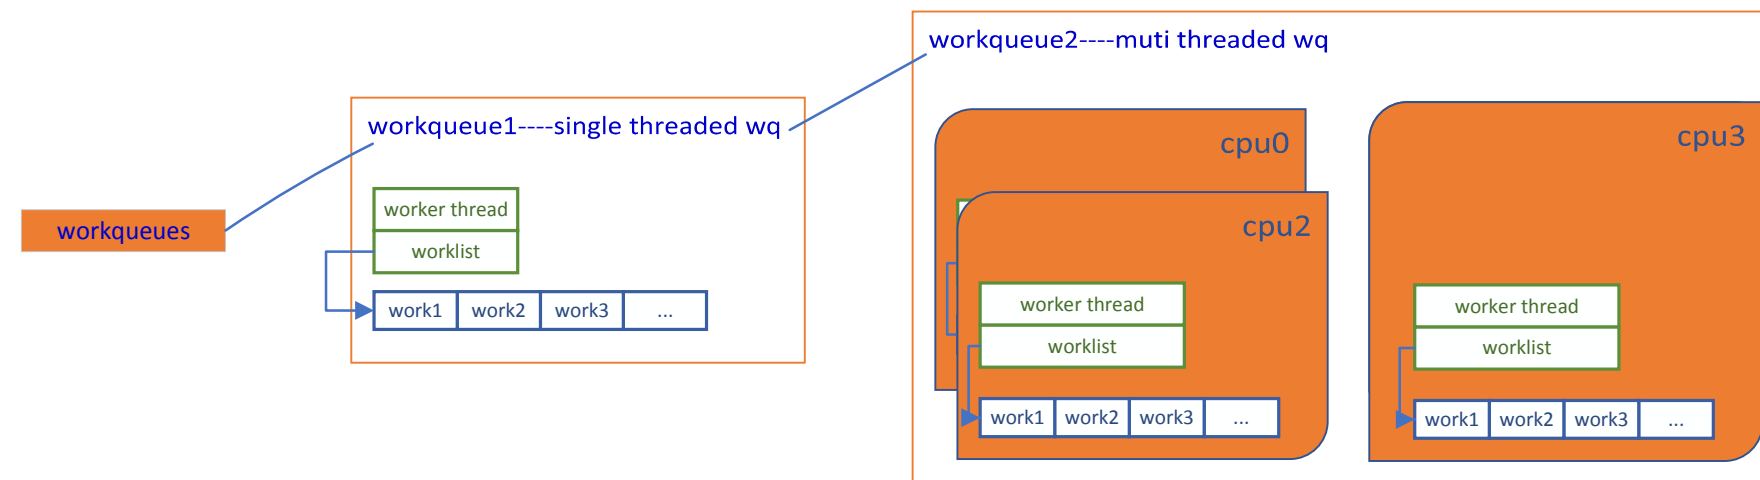 workqueues
workqueue1----single threaded wq
worker thread
worklist
work1 work2 work3 ...
workqueue2----muti threaded wq
cpu0
cpu2
worker thread
worklist
work1 work2 work3 ...
cpu3
worker thread
worklist
work1 work2 work3 ...